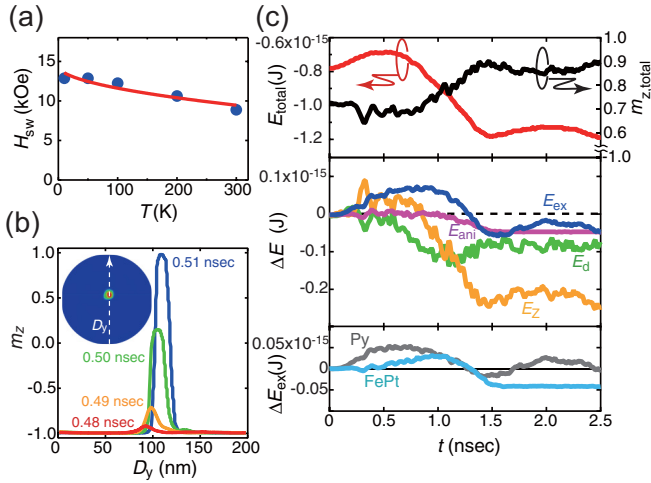 (a)
15
10
5
0
H_sw (kOe)
0
100
200
300
T(K)
(b)
1.0
0.5
0.0
-0.5
-1.0
m_z
0.51 nsec
0.50 nsec
0.49 nsec
0.48 nsec
D_y
0
50
100
150
200
D_y (nm)
(c)
-0.6x10^-15
-0.8
-1.0
-1.2
E_total(J)
1.0
0.9
0.8
0.7
0.6
1.0
m_z,total
0.1x10^-15
0
-0.1
-0.2
ΔE (J)
E_ex
E_ani
E_d
E_Z
0.05x10^-15
0
-0.05
ΔE_ex(J)
Py
FePt
0.0
0.5
1.0
1.5
2.0
2.5
t (nsec)